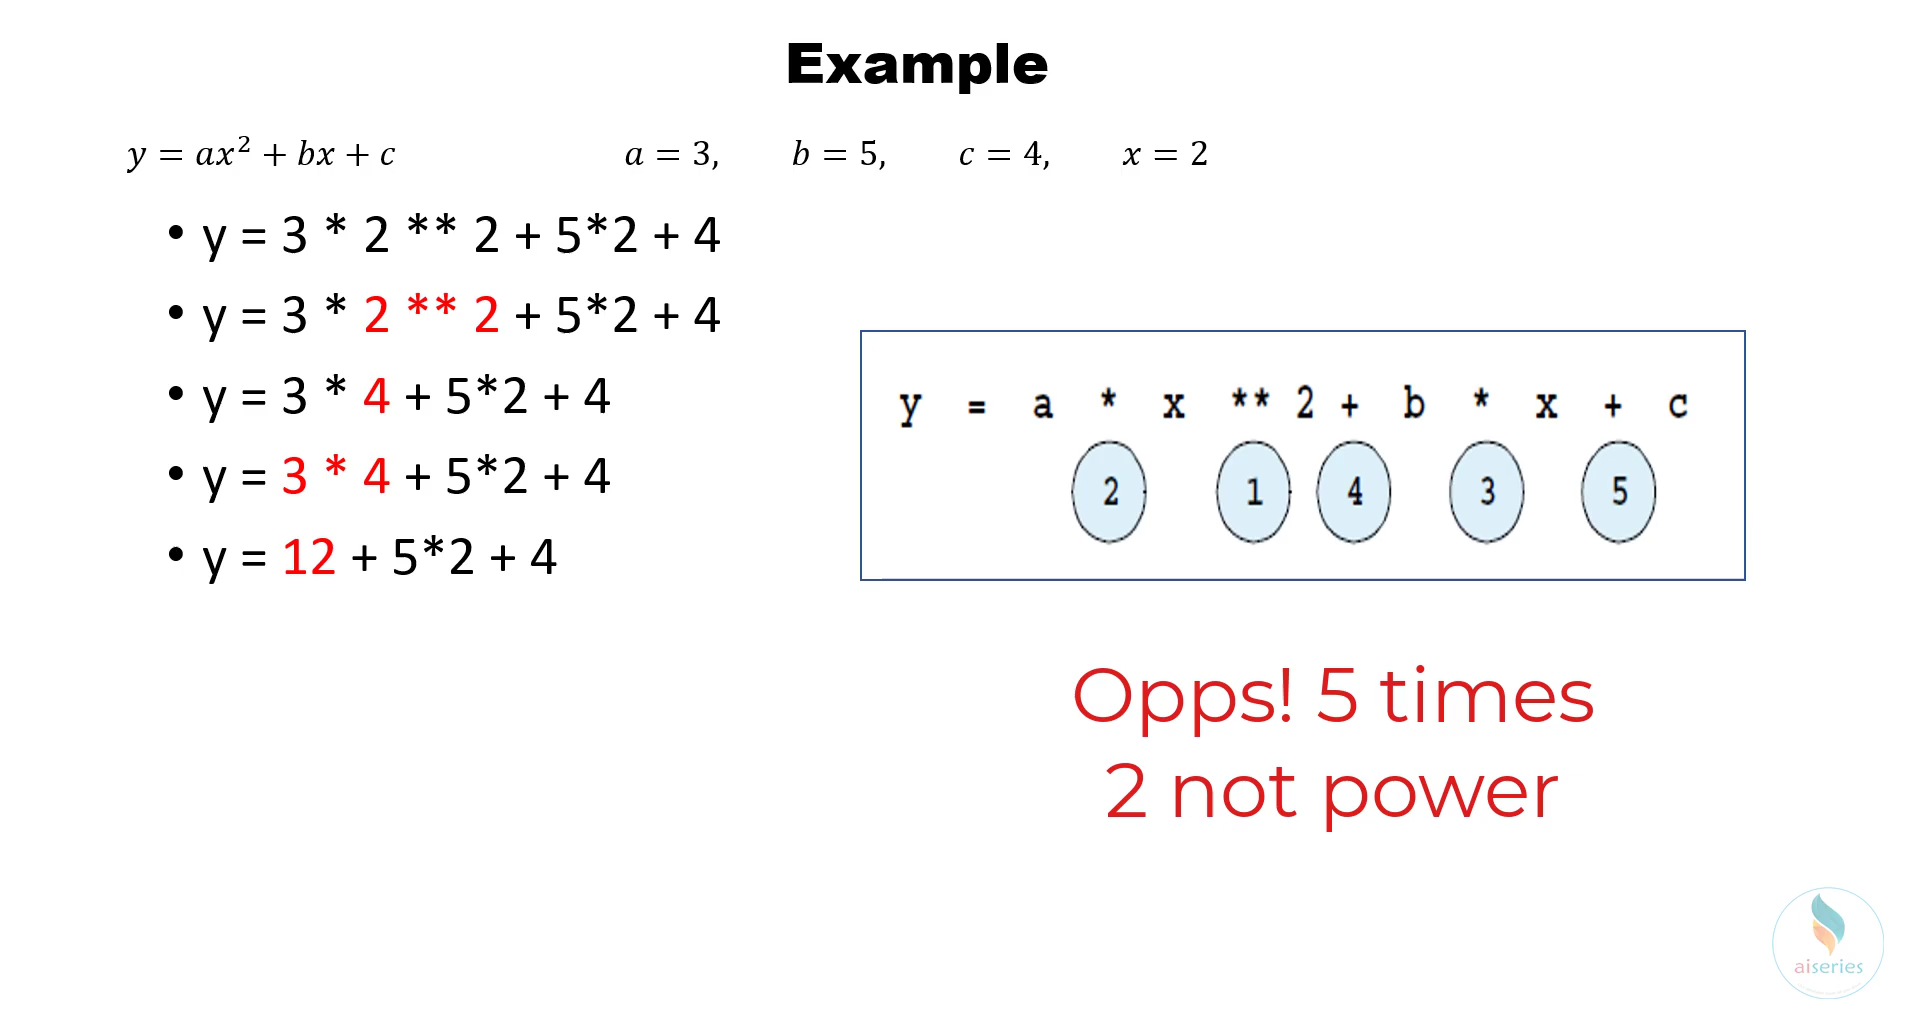 Example
y = ax² + bx + c a = 3, b = 5, c = 4, x = 2
• y = 3 * 2 ** 2 + 5*2 + 4
• y = 3 * 2 ** 2 + 5*2 + 4
• y = 3 * 4 + 5*2 + 4
• y = 3 * 4 + 5*2 + 4
• y = 12 + 5*2 + 4
y = a * x ** 2 + b * x + c
2 1 4 3 5
Opps! 5 times
2 not power
aiseries